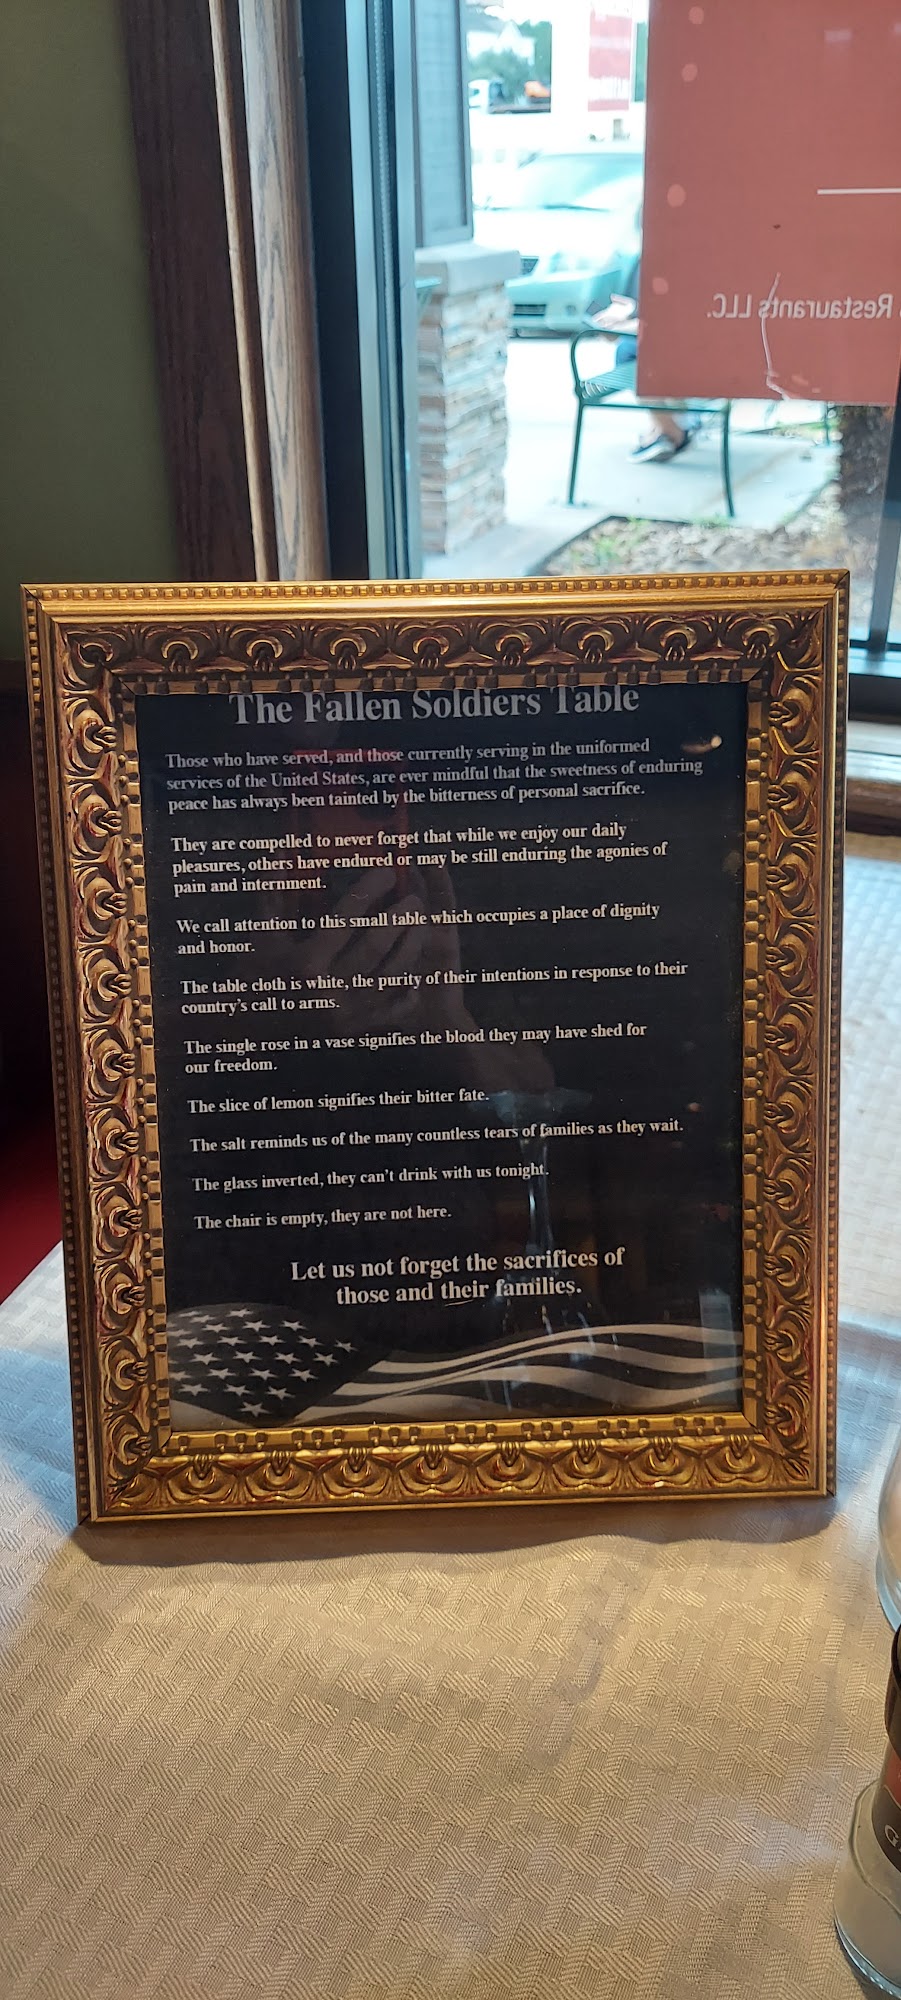 Restaurants LLC.
The Fallen Soldiers Table
Those who have served, and those currently serving in the uniformed
services of the United States, are ever mindful that the sweetness of enduring
peace has always been tainted by the bitterness of personal sacrifice.
They are compelled to never forget that while we enjoy our daily
pleasures, others have endured or may be still enduring the agonies of
pain and internment.
We call attention to this small table which occupies a place of dignity
and honor.
The table cloth is white, the purity of their intentions in response to their
country's call to arms.
The single rose in a vase signifies the blood they may have shed for
our freedom.
The slice of lemon signifies their bitter fate.
The salt reminds us of the many countless tears of families as they wait.
The glass inverted, they can't drink with us tonight.
The chair is empty, they are not here.
Let us not forget the sacrifices of
those and their families.